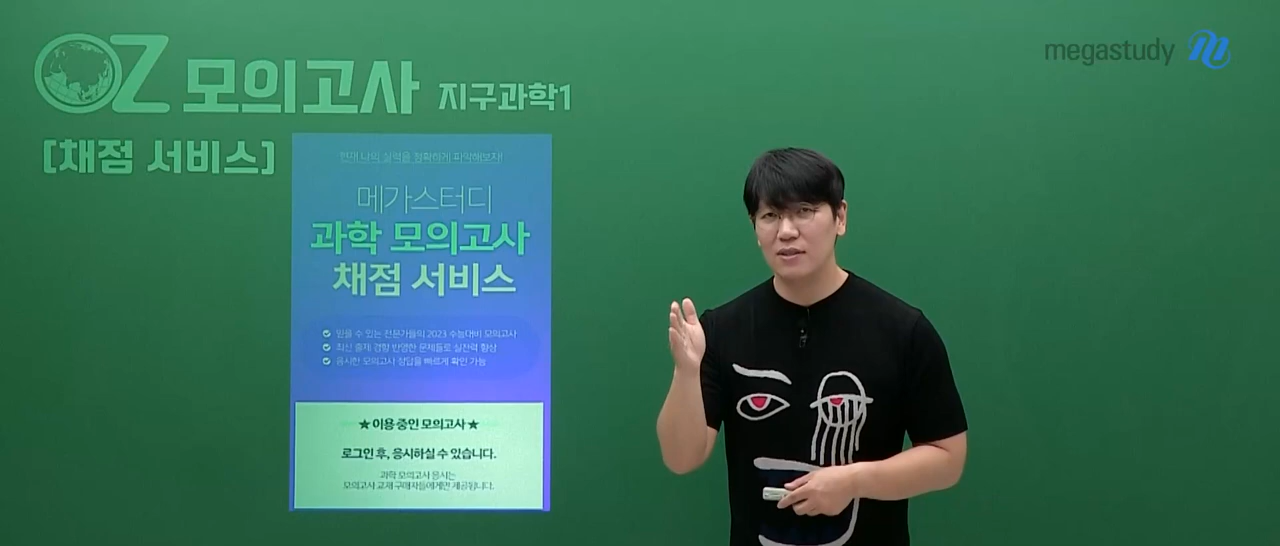 OZ 모의고사 지구과학1
[채점 서비스]
megastudy
현재 나의 실력을 정확하게 파악해보자!
메가스터디
과학 모의고사
채점 서비스
믿을 수 있는 전문가들의 2023 수능대비 모의고사
최신 출제 경향 반영한 문제들로 실전력 향상
응시한 모의고사 정답을 빠르게 확인 가능
★ 이용 중인 모의고사 ★
로그인 후, 응시하실 수 있습니다.
과학 모의고사 응시는
모의고사 교재 구매자들에게만 제공됩니다.